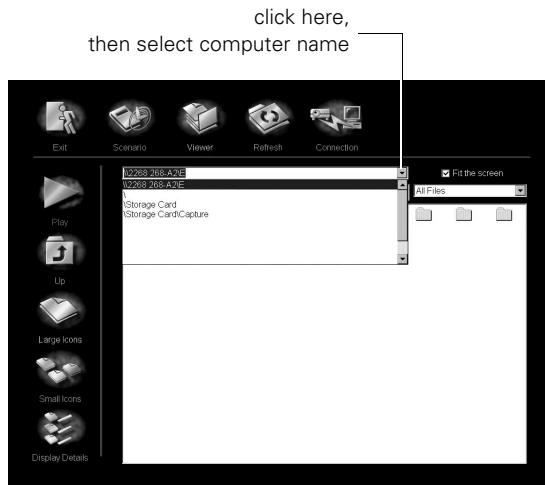 click here,
then select computer name
Exit
Scenario
Viewer
Refresh
Connection
\\2268 268-A2\E
Fit the screen
\\2268 268-A2\E
\
\Storage Card
\Storage Card\Capture
All Files
Play
Up
Large Icons
Small Icons
Display Details